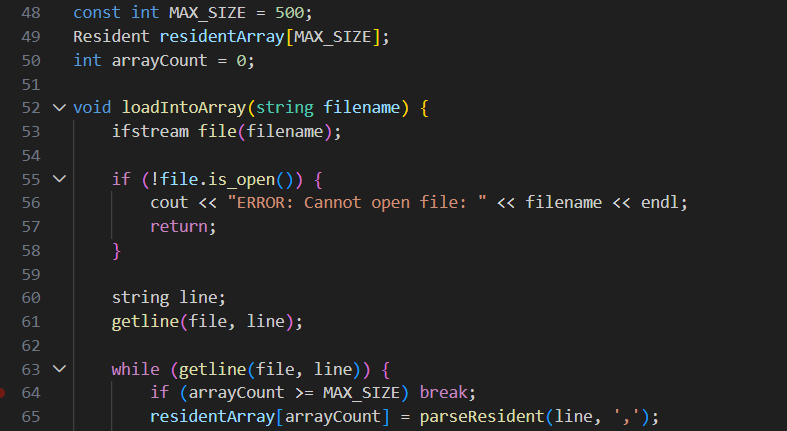 48 const int MAX_SIZE = 500;
49 Resident residentArray[MAX_SIZE];
50 int arrayCount = 0;
51
52 void loadIntoArray(string filename) {
53     ifstream file(filename);
54
55     if (!file.is_open()) {
56         cout << "ERROR: Cannot open file: " << filename << endl;
57         return;
58     }
59
60     string line;
61     getline(file, line);
62
63     while (getline(file, line)) {
64         if (arrayCount >= MAX_SIZE) break;
65         residentArray[arrayCount] = parseResident(line, ',');